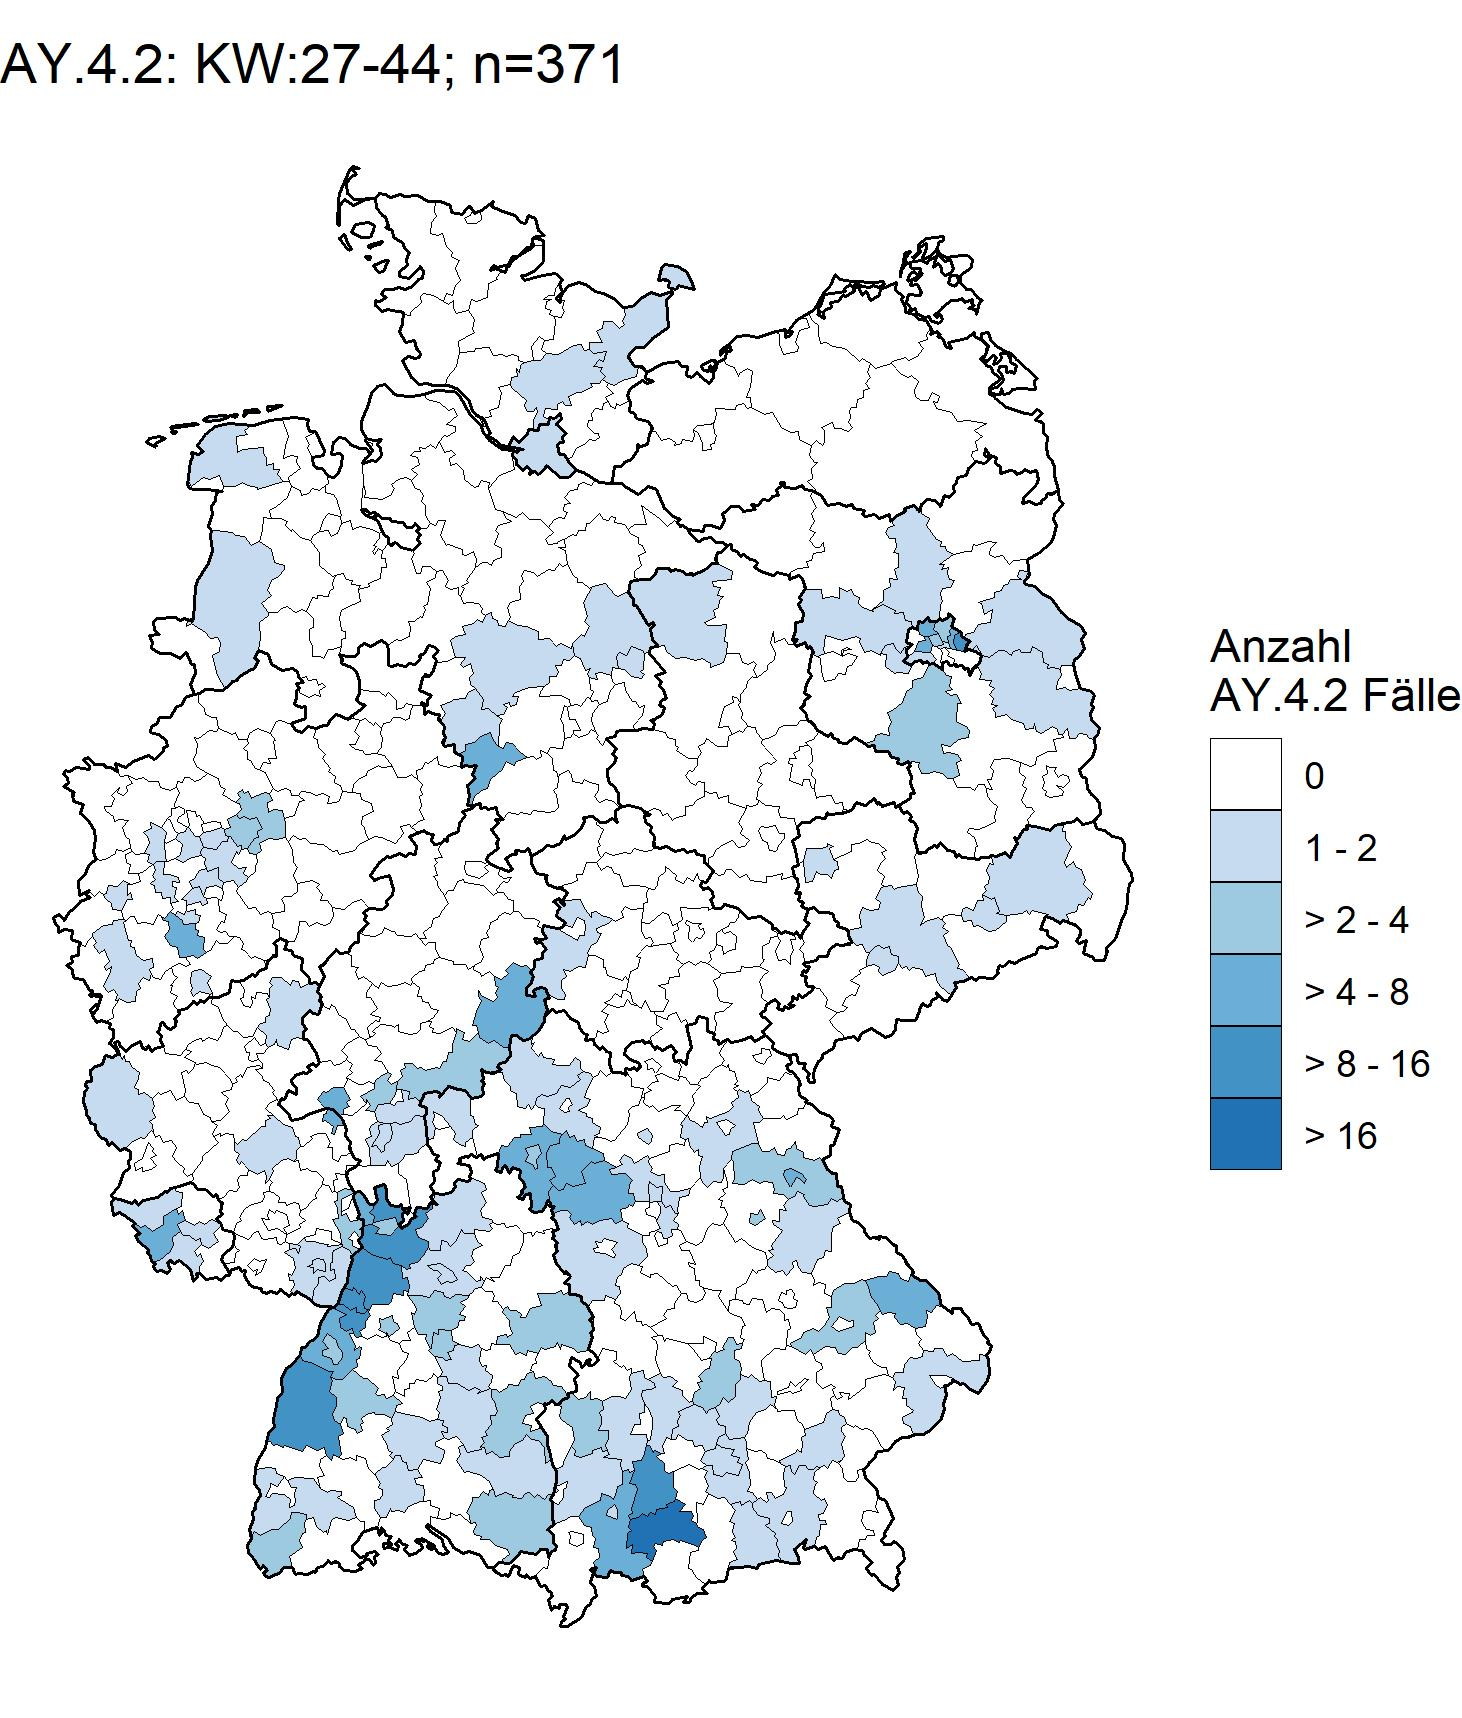 AY.4.2: KW:27-44; n=371
Anzahl
AY.4.2 Fälle
0
1 - 2
> 2 - 4
> 4 - 8
> 8 - 16
> 16